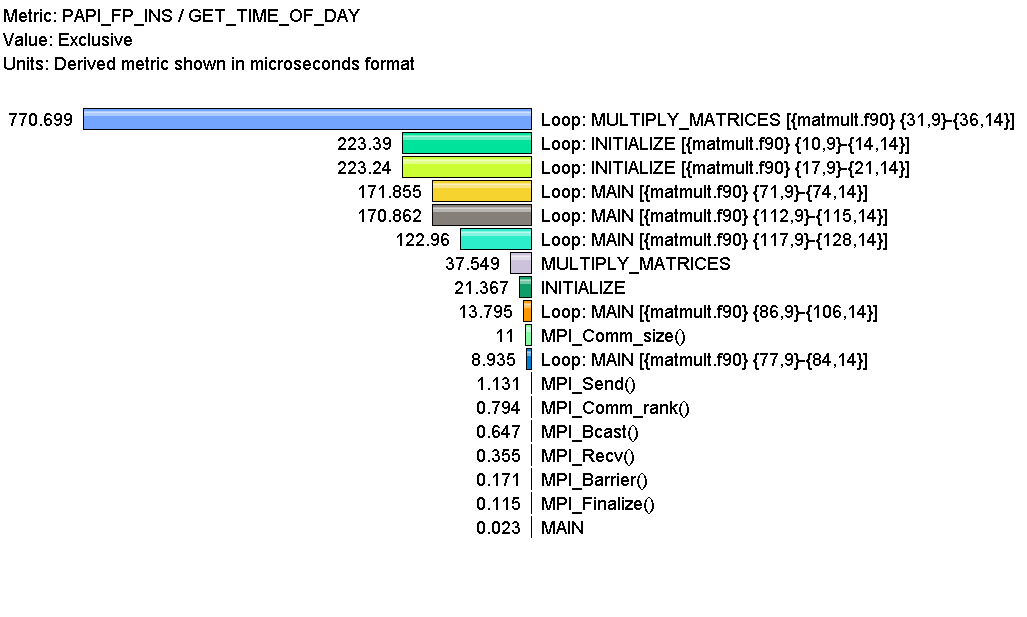 Metric: PAPI_FP_INS / GET_TIME_OF_DAY
Value: Exclusive
Units: Derived metric shown in microseconds format
770.699 Loop: MULTIPLY_MATRICES [{matmult.f90} {31,9}-{36,14}]
223.39 Loop: INITIALIZE [{matmult.f90} {10,9}-{14,14}]
223.24 Loop: INITIALIZE [{matmult.f90} {17,9}-{21,14}]
171.855 Loop: MAIN [{matmult.f90} {71,9}-{74,14}]
170.862 Loop: MAIN [{matmult.f90} {112,9}-{115,14}]
122.96 Loop: MAIN [{matmult.f90} {117,9}-{128,14}]
37.549 MULTIPLY_MATRICES
21.367 INITIALIZE
13.795 Loop: MAIN [{matmult.f90} {86,9}-{106,14}]
11 MPI_Comm_size()
8.935 Loop: MAIN [{matmult.f90} {77,9}-{84,14}]
1.131 MPI_Send()
0.794 MPI_Comm_rank()
0.647 MPI_Bcast()
0.355 MPI_Recv()
0.171 MPI_Barrier()
0.115 MPI_Finalize()
0.023 MAIN